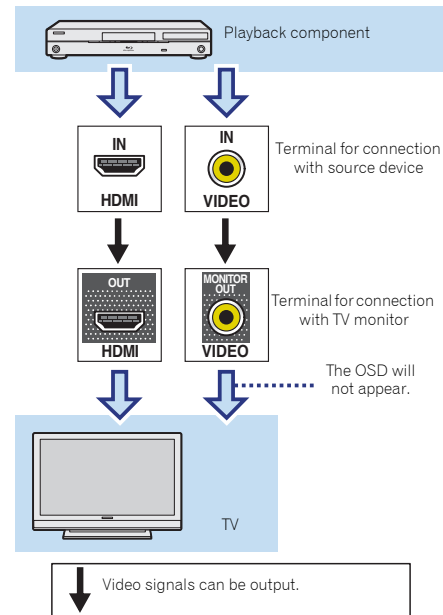 Playback component
IN
HDMI
IN
VIDEO
Terminal for connection
with source device
OUT
HDMI
MONITOR
OUT
VIDEO
Terminal for connection
with TV monitor
The OSD will
not appear.
TV
Video signals can be output.